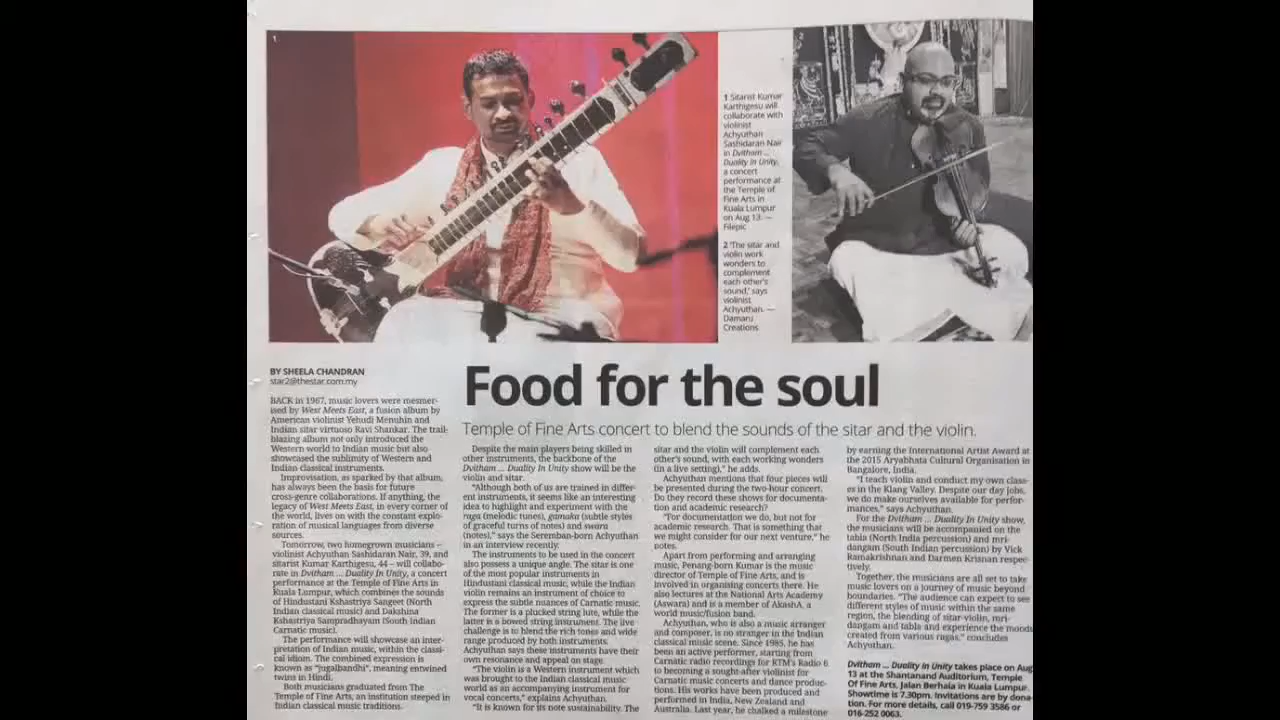 1.
1 Sitarist Kumar
Karthigesu will
collaborate with
violinist
Achyuthan
Sashidaran Nair
in Dvitham ...
Duality in Unity,
a concert
performance at
the Temple of
Fine Arts in
Kuala Lumpur
on Aug 13. —
Filepic
2 'The sitar and
violin work
wonders to
complement
each other's
sound,' says
violinist
Achyuthan. —
Damaru
Creations
BY SHEELA CHANDRAN
star2@thestar.com.my
Food for the soul
Temple of Fine Arts concert to blend the sounds of the sitar and the violin.
BACK in 1967, music lovers were mesmer-
ised by West Meets East, a fusion album by
American violinist Yehudi Menuhin and
Indian sitar virtuoso Ravi Shankar. The trail-
blazing album not only introduced the
Western world to Indian music but also
showcased the sublimity of Western and
Indian classical instruments.
Improvisation, as sparked by that album,
has always been the basis for future
cross-genre collaborations. If anything, the
legacy of West Meets East, in every corner of
the world, lives on with the constant explo-
ration of musical languages from diverse
sources.
Tomorrow, two homegrown musicians –
violinist Achyuthan Sashidaran Nair, 39, and
sitarist Kumar Karthigesu, 44 – will collabo-
rate in Dvitham ... Duality In Unity, a concert
performance at the Temple of Fine Arts in
Kuala Lumpur, which combines the sounds
of Hindustani Kshastriya Sangeet (North
Indian classical music) and Dakshina
Kshastriya Sampradhayam (South Indian
Carnatic music).
The performance will showcase an inter-
pretation of Indian music, within the classi-
cal idiom. The combined expression is
known as "jugalbandhi", meaning entwined
twins in Hindi.
Both musicians graduated from The
Temple of Fine Arts, an institution steeped in
Indian classical music traditions.
Despite the main players being skilled in
other instruments, the backbone of the
Dvitham ... Duality In Unity show will be the
violin and sitar.
"Although both of us are trained in differ-
ent instruments, it seems like an interesting
idea to highlight and experiment with the
raga (melodic tunes), gamaka (subtle styles
of graceful turns of notes) and swara
(notes)," says the Seremban-born Achyuthan
in an interview recently.
The instruments to be used in the concert
also possess a unique angle. The sitar is one
of the most popular instruments in
Hindustani classical music, while the Indian
violin remains an instrument of choice to
express the subtle nuances of Carnatic music.
The former is a plucked string lute, while the
latter is a bowed string instrument. The live
challenge is to blend the rich tones and wide
range produced by both instruments.
Achyuthan says these instruments have their
own resonance and appeal on stage.
"The violin is a Western instrument which
was brought to the Indian classical music
world as an accompanying instrument for
vocal concerts," explains Achyuthan.
"It is known for its note sustainability. The
sitar and the violin will complement each
other's sound, with each working wonders
(in a live setting)," he adds.
Achyuthan mentions that four pieces will
be presented during the two-hour concert.
Do they record these shows for documenta-
tion and academic research?
"For documentation we do, but not for
academic research. That is something that
we might consider for our next venture," he
notes.
Apart from performing and arranging
music, Penang-born Kumar is the music
director of Temple of Fine Arts, and is
involved in organising concerts there. He
also lectures at the National Arts Academy
(Aswara) and is a member of AkashA, a
world music/fusion band.
Achyuthan, who is also a music arranger
and composer, is no stranger in the Indian
classical music scene. Since 1985, he has
been an active performer, starting from
Carnatic radio recordings for RTM's Radio 6
to becoming a sought-after violinist for
Carnatic music concerts and dance produc-
tions. His works have been produced and
performed in India, New Zealand and
Australia. Last year, he chalked a milestone
by earning the International Artist Award at
the 2015 Aryabhata Cultural Organisation in
Bangalore, India.
"I teach violin and conduct my own class-
es in the Klang Valley. Despite our day jobs,
we do make ourselves available for perfor-
mances," says Achyuthan.
For the Dvitham ... Duality In Unity show,
the musicians will be accompanied on the
tabla (North India percussion) and mri-
dangam (South Indian percussion) by Vick
Ramakrishnan and Darmen Krisnan respec-
tively.
Together, the musicians are all set to take
music lovers on a journey of music beyond
boundaries. "The audience can expect to see
different styles of music within the same
region, the blending of sitar-violin, mri-
dangam and tabla and experience the moods
created from various ragas," concludes
Achyuthan.
Dvitham ... Duality in Unity takes place on Aug
13 at the Shantanand Auditorium, Temple
Of Fine Arts, Jalan Berhala in Kuala Lumpur.
Showtime is 7.30pm. Invitations are by dona-
tion. For more details, call 019-759 3586 or
016-252 0063.